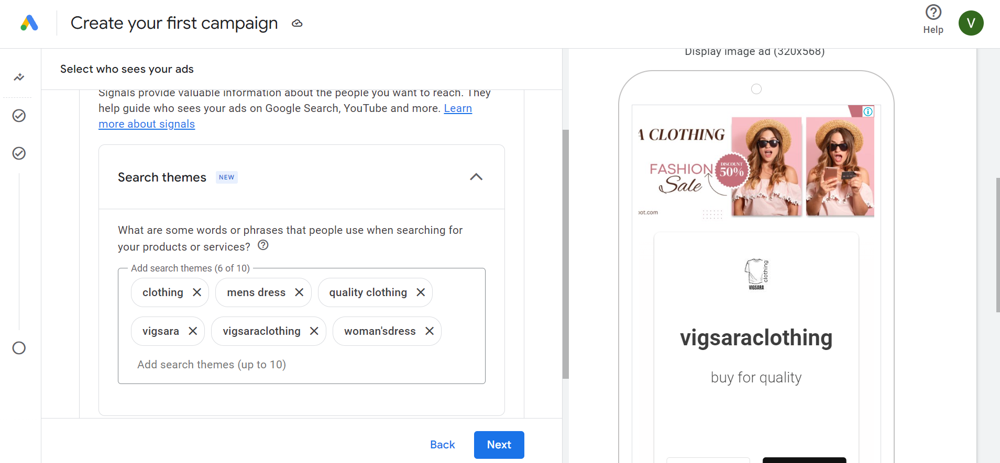 Create your first campaign
Help
V
Select who sees your ads
Signals provide valuable information about the people you want to reach. They
help guide who sees your ads on Google Search, YouTube and more. Learn
more about signals
Search themes NEW
What are some words or phrases that people use when searching for
your products or services?
Add search themes (6 of 10)
clothing mens dress quality clothing
vigsara vigsaraclothing woman'sdress
Add search themes (up to 10)
Back Next
Display image ad (320x568)
A CLOTHING
FASHION
Sale
DISCOUNT
50%
pot.com
clothing
VIGSARA
vigsaraclothing
buy for quality